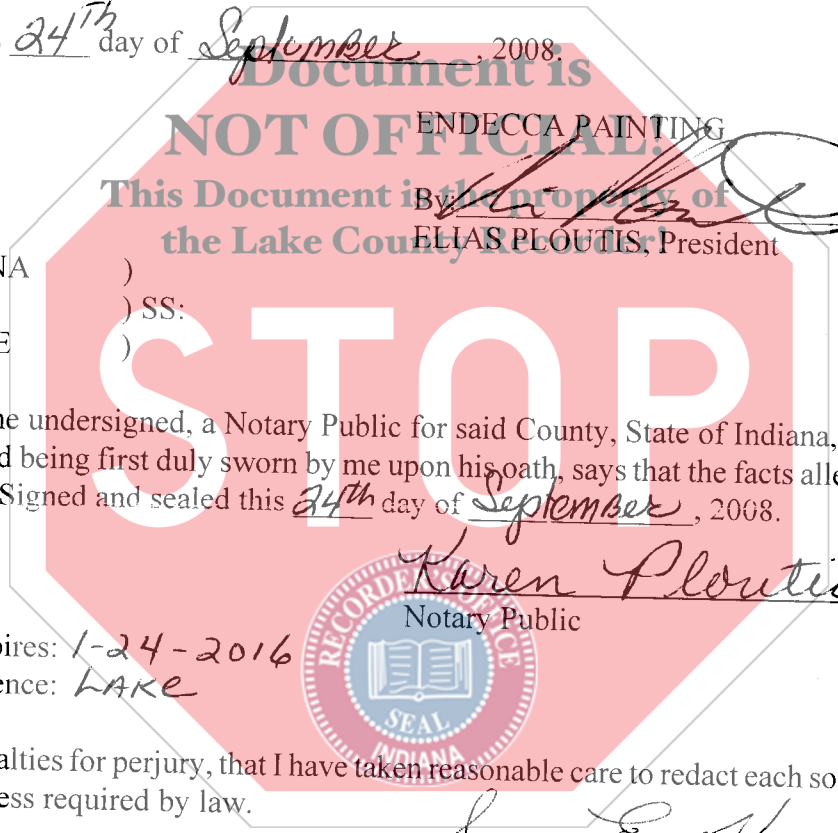 24th day of September, 2008.
Document is
NOT OFFICIAL!
ENDECCA PAINTING
This Document is the property of
By
the Lake County Recorder!
ELIAS PLOUTIS, President
NA )
) SS:
E )
STOP
ne undersigned, a Notary Public for said County, State of Indiana,
d being first duly sworn by me upon his oath, says that the facts alle
Signed and sealed this 24th day of September, 2008.
Karen Ploutis
Notary Public
RECORDER'S OFFICE
SEAL
INDIANA
ires: 1-24-2016
ence: LAKE
alties for perjury, that I have taken reasonable care to redact each so
ess required by law.